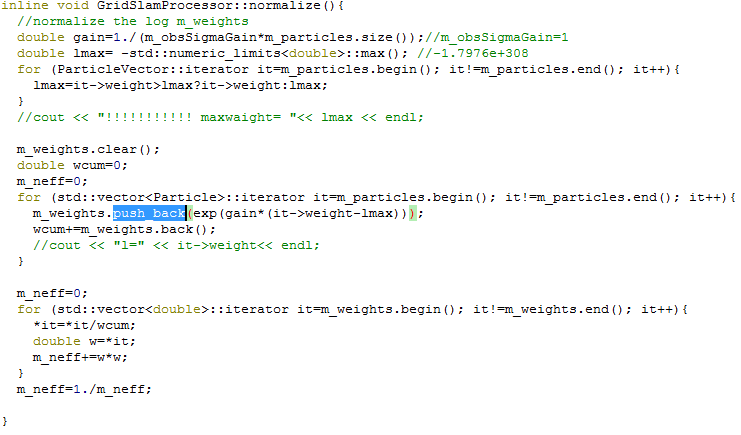 inline void GridSlamProcessor::normalize(){
  //normalize the log m_weights
  double gain=1./(m_obsSigmaGain*m_particles.size());//m_obsSigmaGain=1
  double lmax= -std::numeric_limits<double>::max(); //-1.7976e+308
  for (ParticleVector::iterator it=m_particles.begin(); it!=m_particles.end(); it++){
    lmax=it->weight>lmax?it->weight:lmax;
  }
  //cout << "!!!!!!!!!!! maxwaight= "<< lmax << endl;
  m_weights.clear();
  double wcum=0;
  m_neff=0;
  for (std::vector<Particle>::iterator it=m_particles.begin(); it!=m_particles.end(); it++){
    m_weights.push_back(exp(gain*(it->weight-lmax)));
    wcum+=m_weights.back();
    //cout << "l=" << it->weight<< endl;
  }
  m_neff=0;
  for (std::vector<double>::iterator it=m_weights.begin(); it!=m_weights.end(); it++){
    *it=*it/wcum;
    double w=*it;
    m_neff+=w*w;
  }
  m_neff=1./m_neff;
}